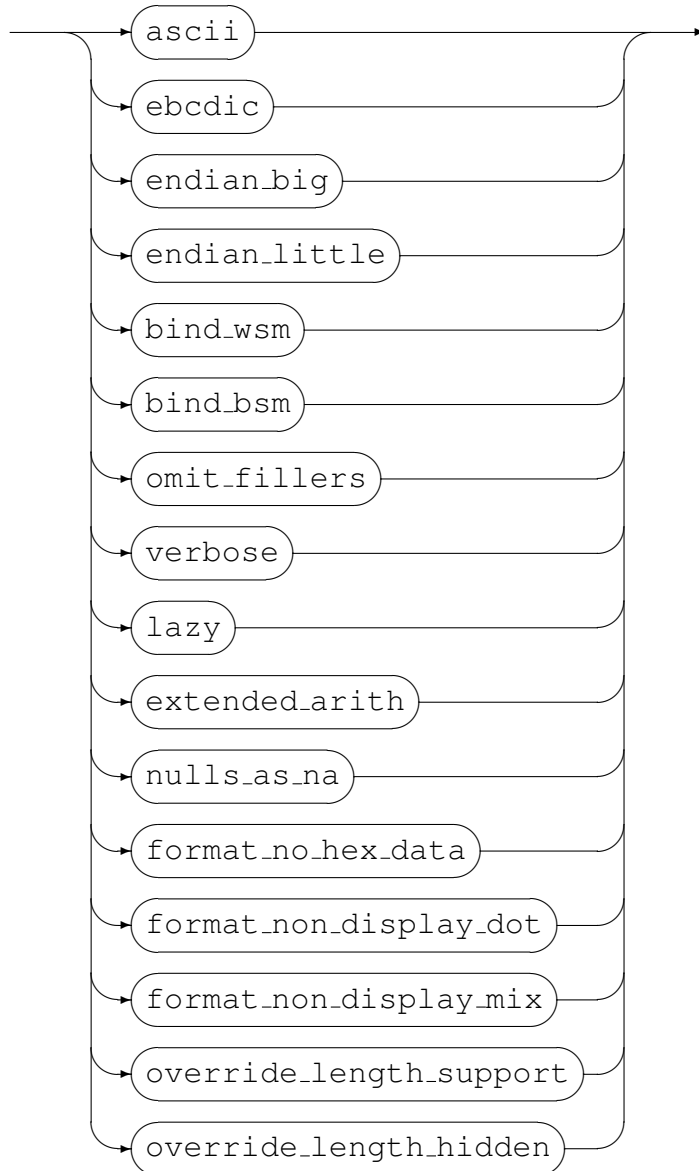 ascii
ebcdic
endian_big
endian_little
bind_wsm
bind_bsm
omit_fillers
verbose
lazy
extended_arith
nulls_as_na
format_no_hex_data
format_non_display_dot
format_non_display_mix
override_length_support
override_length_hidden